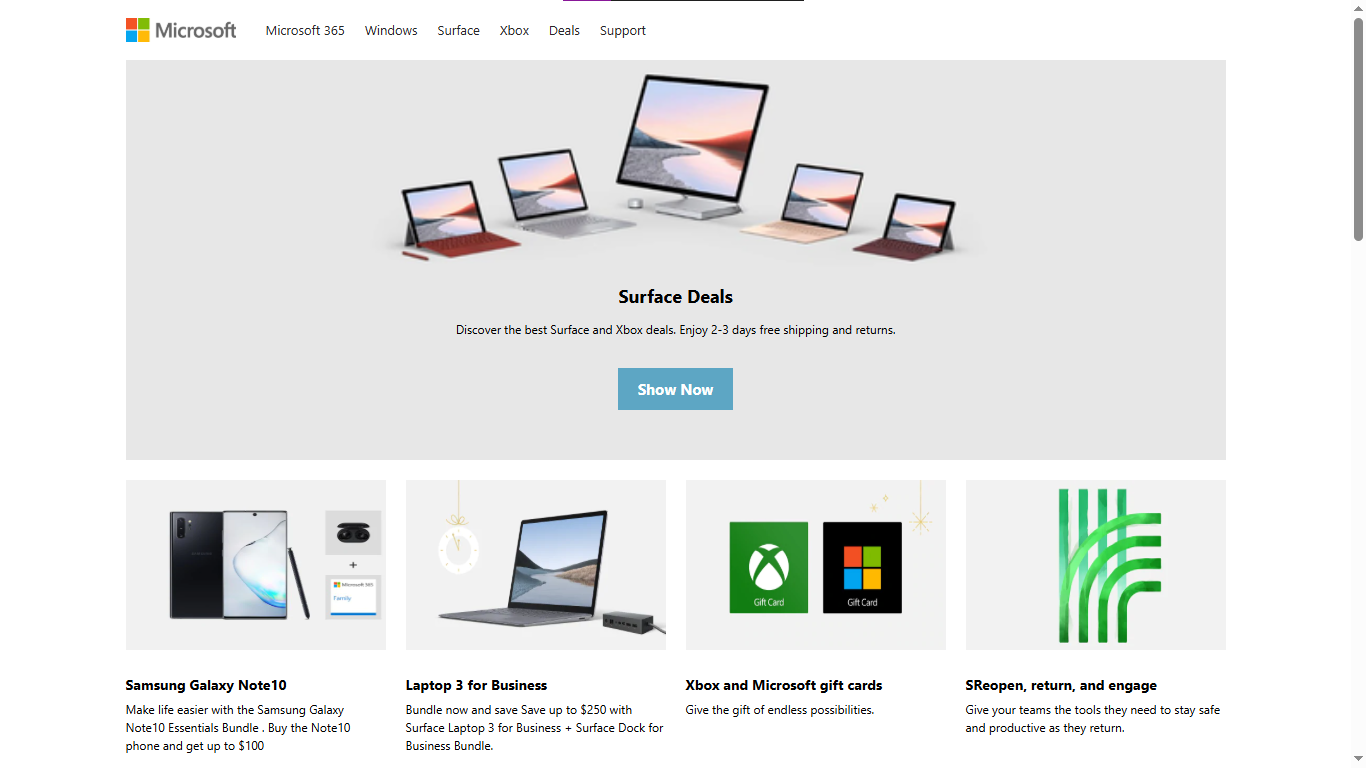 Microsoft
Microsoft 365 Windows Surface Xbox Deals Support
Surface Deals
Discover the best Surface and Xbox deals. Enjoy 2-3 days free shipping and returns.
Show Now
+
Microsoft 365
Family
Gift Card
Gift Card
Samsung Galaxy Note10
Make life easier with the Samsung Galaxy
Note10 Essentials Bundle . Buy the Note10
phone and get up to $100
Laptop 3 for Business
Bundle now and save Save up to $250 with
Surface Laptop 3 for Business + Surface Dock for
Business Bundle.
Xbox and Microsoft gift cards
Give the gift of endless possibilities.
SReopen, return, and engage
Give your teams the tools they need to stay safe
and productive as they return.